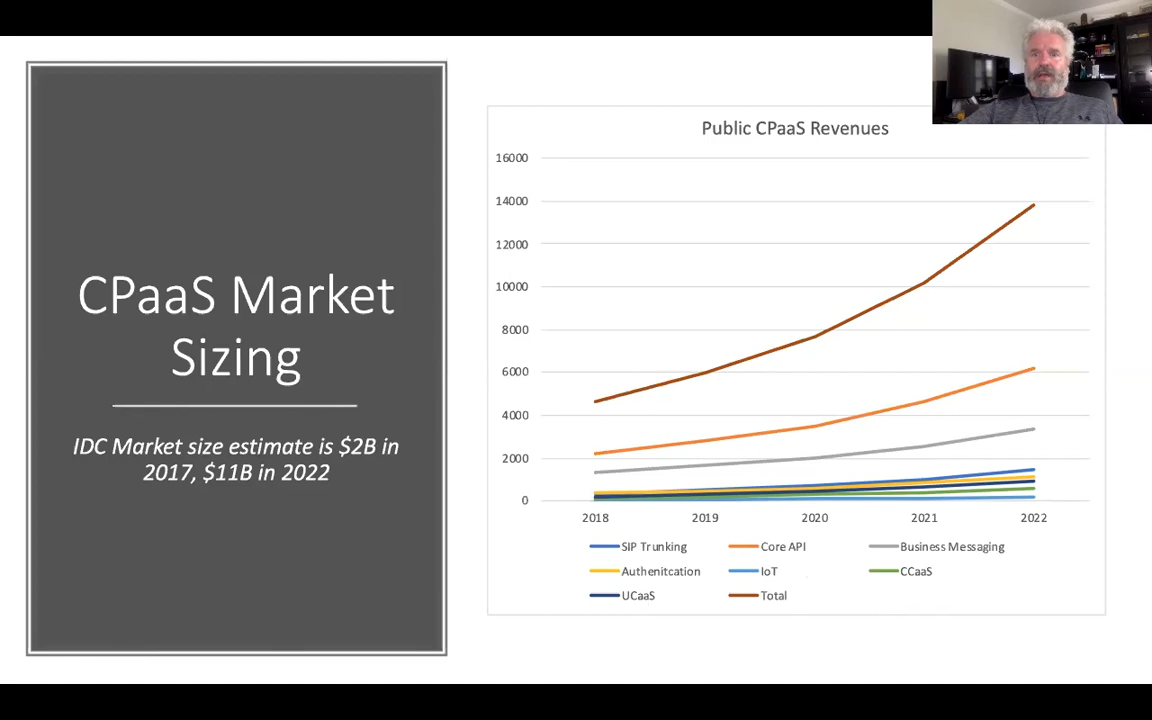 CPaaS Market
Sizing
IDC Market size estimate is $2B in
2017, $11B in 2022
Public CPaaS Revenues
16000
14000
12000
10000
8000
6000
4000
2000
0
2018 2019 2020 2021 2022
SIP Trunking Core API Business Messaging
Authenitcation IoT CCaaS
UCaaS Total